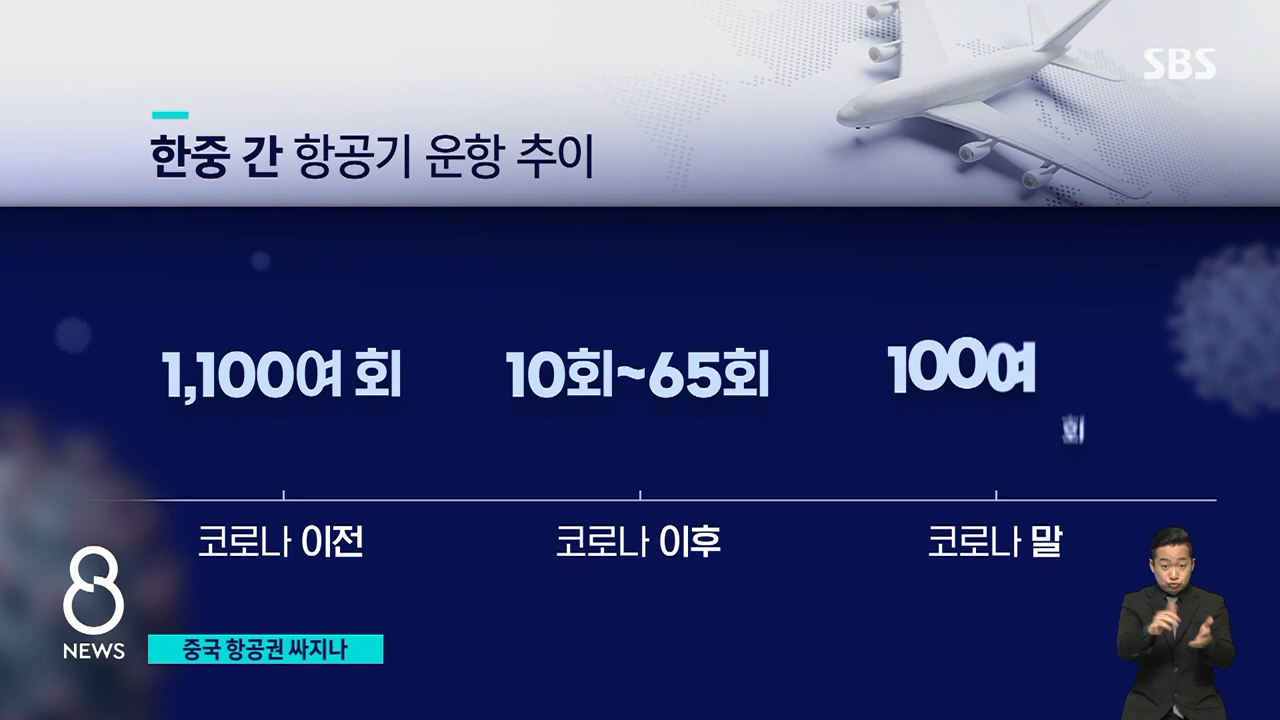 SBS
한중 간 항공기 운항 추이
1,100여 회
10회~65회
100여 회
코로나 이전
코로나 이후
코로나 말
8 NEWS
중국 항공권 싸지나